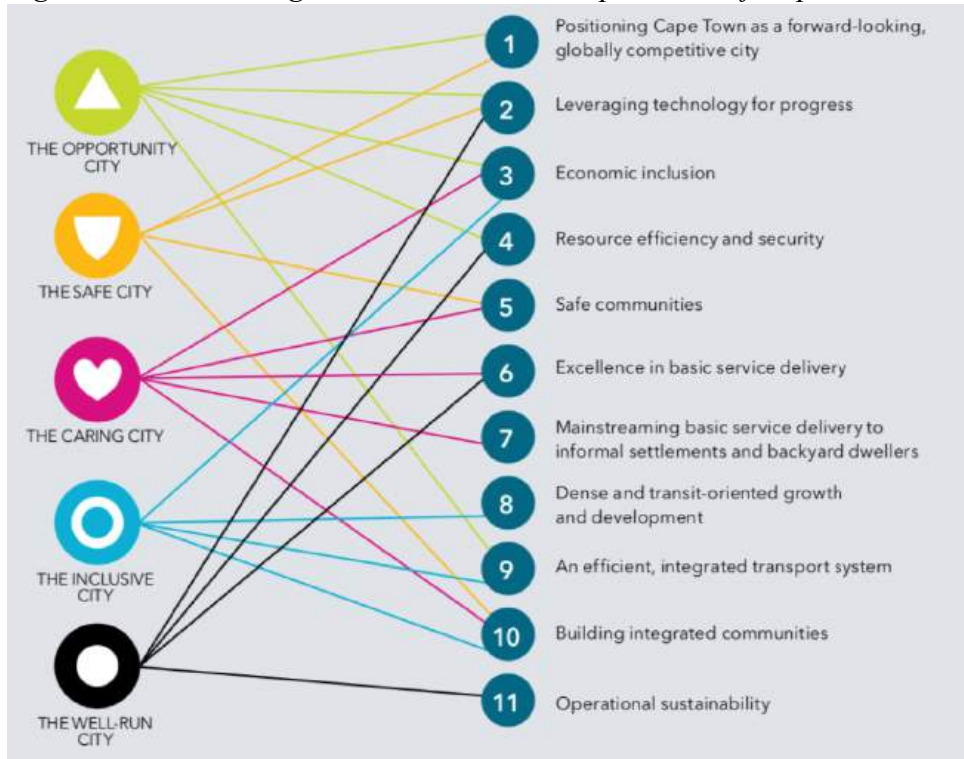 THE OPPORTUNITY
CITY
THE SAFE CITY
THE CARING CITY
THE INCLUSIVE
CITY
THE WELL-RUN
CITY
1
Positioning Cape Town as a forward-looking,
globally competitive city
2
Leveraging technology for progress
3
Economic inclusion
4
Resource efficiency and security
5
Safe communities
6
Excellence in basic service delivery
7
Mainstreaming basic service delivery to
informal settlements and backyard dwellers
8
Dense and transit-oriented growth
and development
9
An efficient, integrated transport system
10
Building integrated communities
11
Operational sustainability